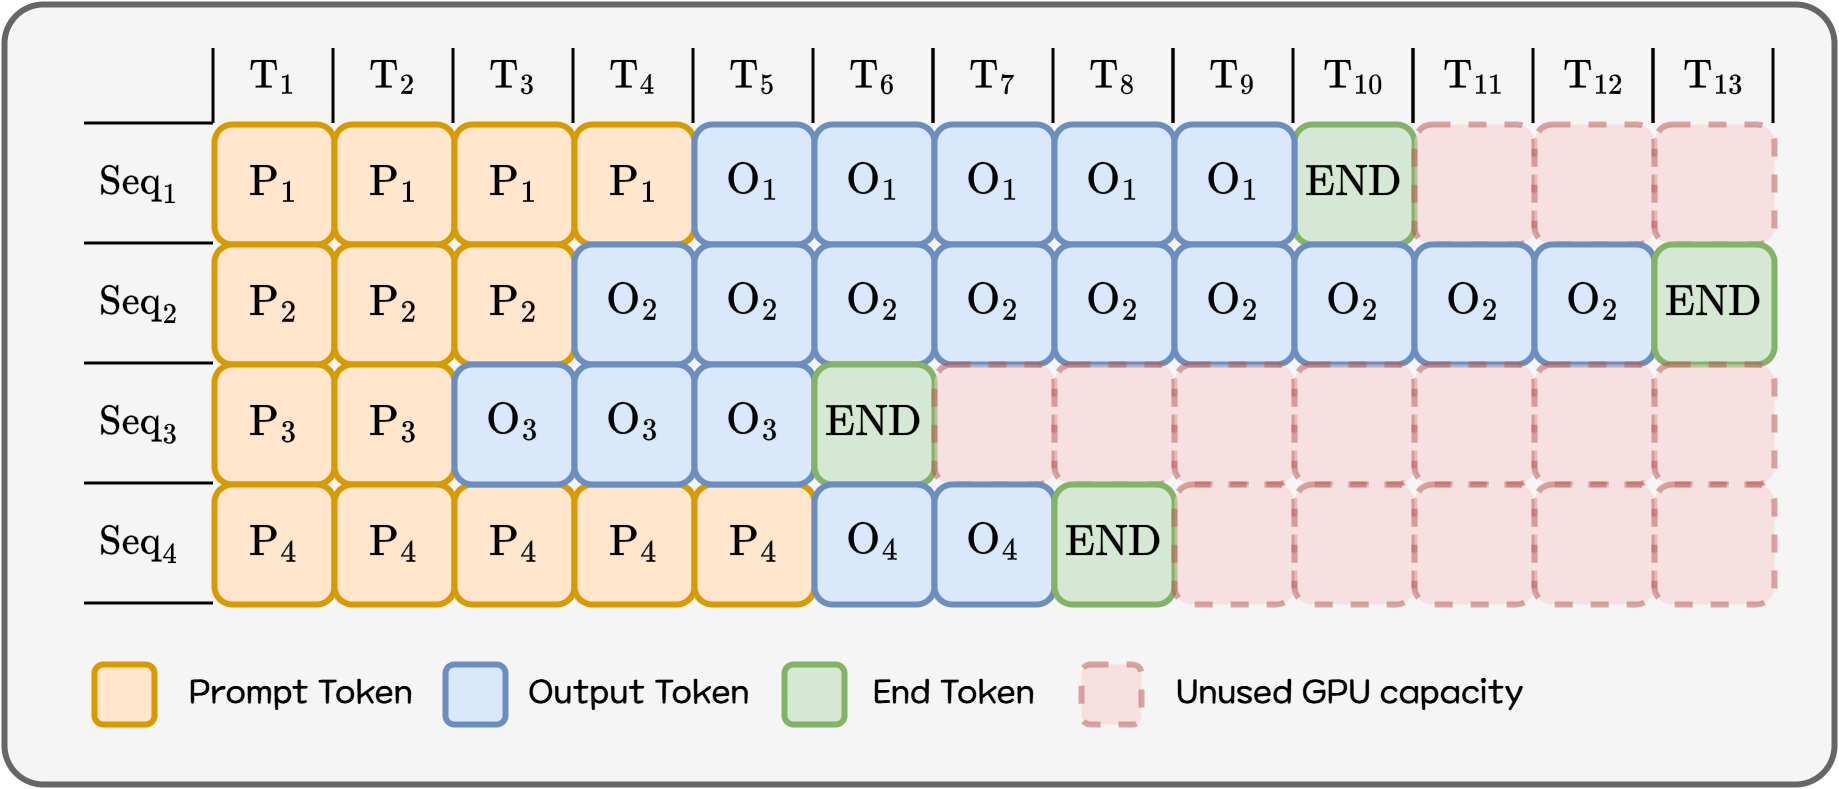 T₁ T₂ T₃ T₄ T₅ T₆ T₇ T₈ T₉ T₁₀ T₁₁ T₁₂ T₁₃
Seq₁ P₁ P₁ P₁ P₁ O₁ O₁ O₁ O₁ O₁ END
Seq₂ P₂ P₂ P₂ O₂ O₂ O₂ O₂ O₂ O₂ O₂ O₂ O₂ END
Seq₃ P₃ P₃ O₃ O₃ O₃ END
Seq₄ P₄ P₄ P₄ P₄ P₄ O₄ O₄ END
Prompt Token Output Token End Token Unused GPU capacity